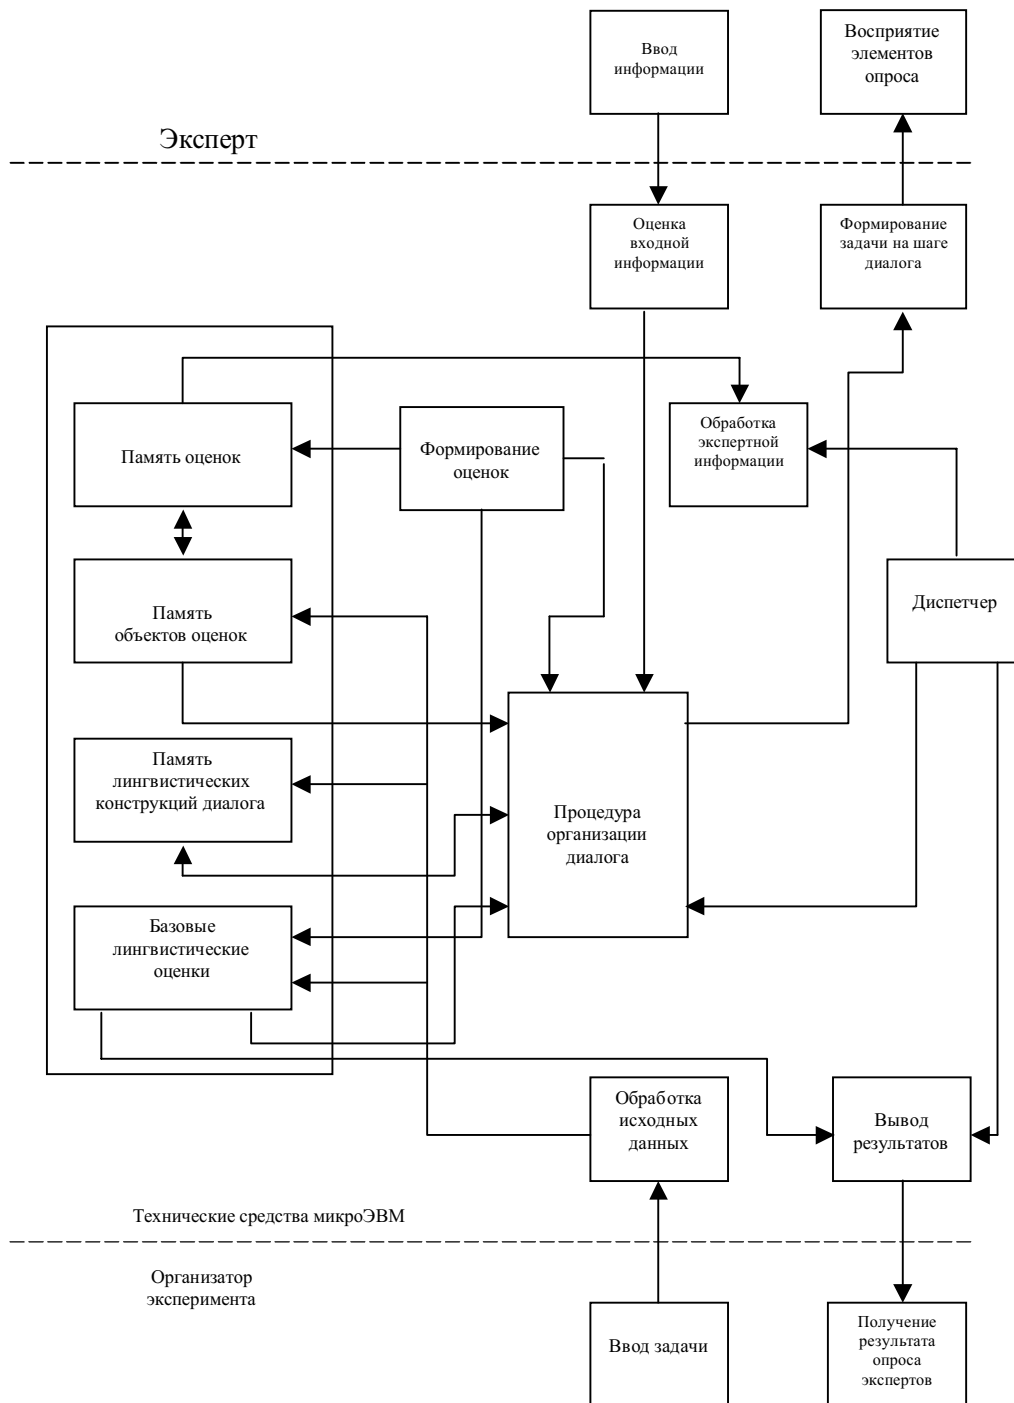 Ввод
информации
Восприятие
элементов
опроса
Эксперт
Оценка
входной
информации
Формирование
задачи на шаге
диалога
Память оценок
Формирование
оценок
Обработка
экспертной
информации
Память
объектов оценок
Диспетчер
Память
лингвистических
конструкций диалога
Процедура
организации
диалога
Базовые
лингвистические
оценки
Обработка
исходных
данных
Вывод
результатов
Технические средства микроЭВМ
Организатор
эксперимента
Ввод задачи
Получение
результата
опроса
экспертов